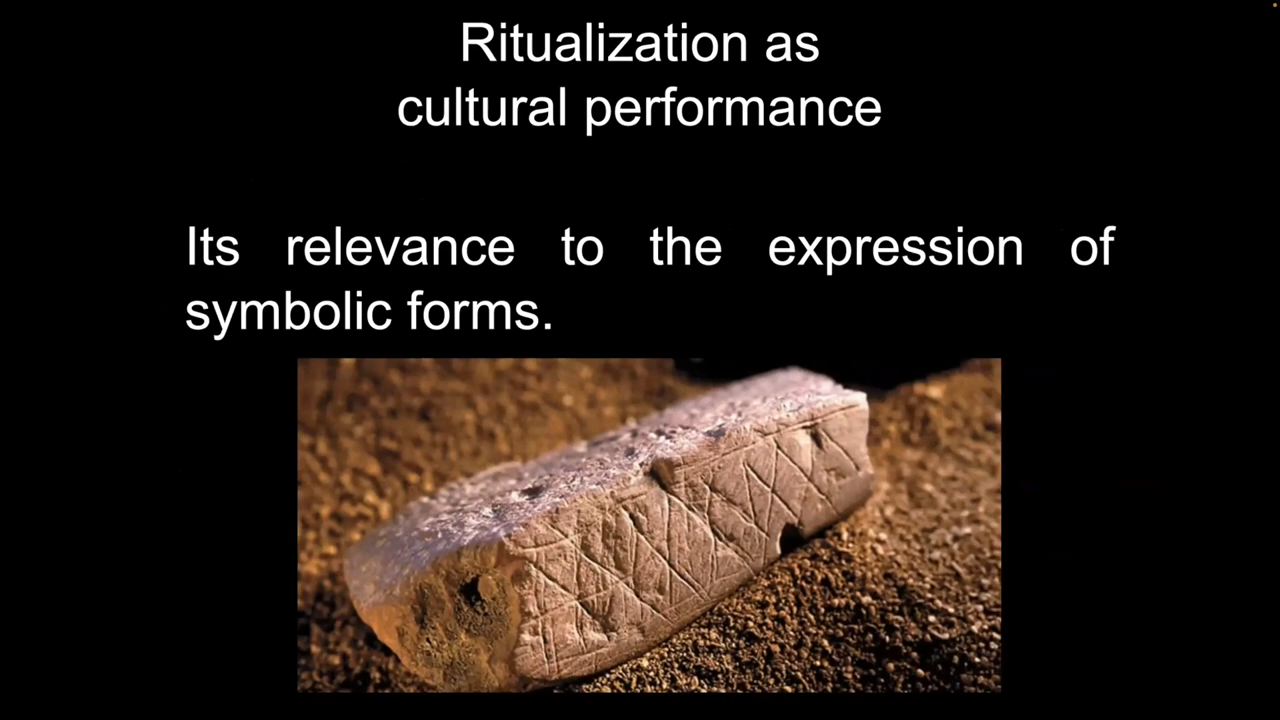 Ritualization as
cultural performance
Its relevance to the expression of
symbolic forms.